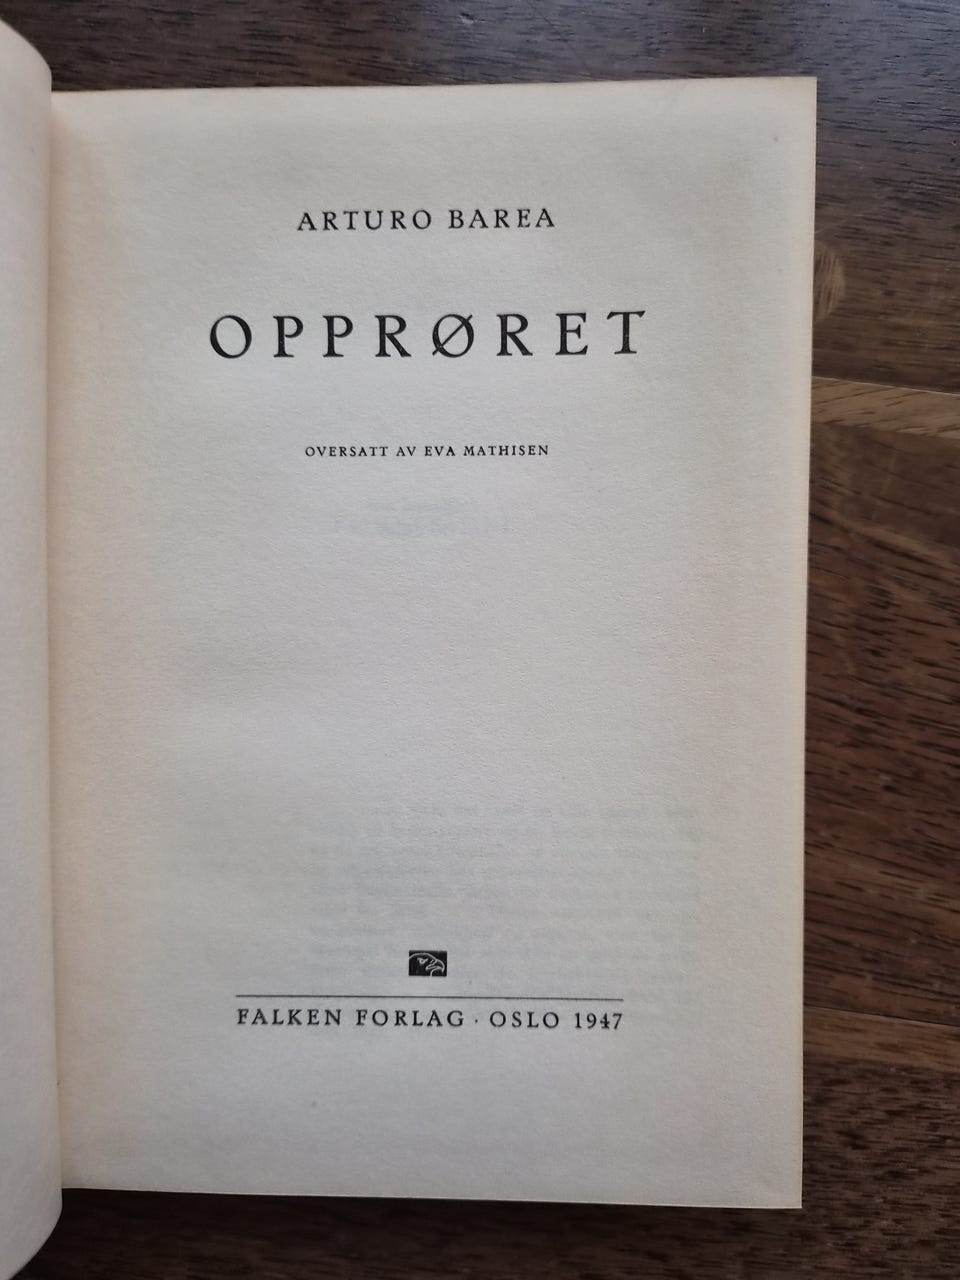 ARTURO BAREA
OPPRØRET
OVERSATT AV EVA MATHISEN
FALKEN FORLAG · OSLO 1947